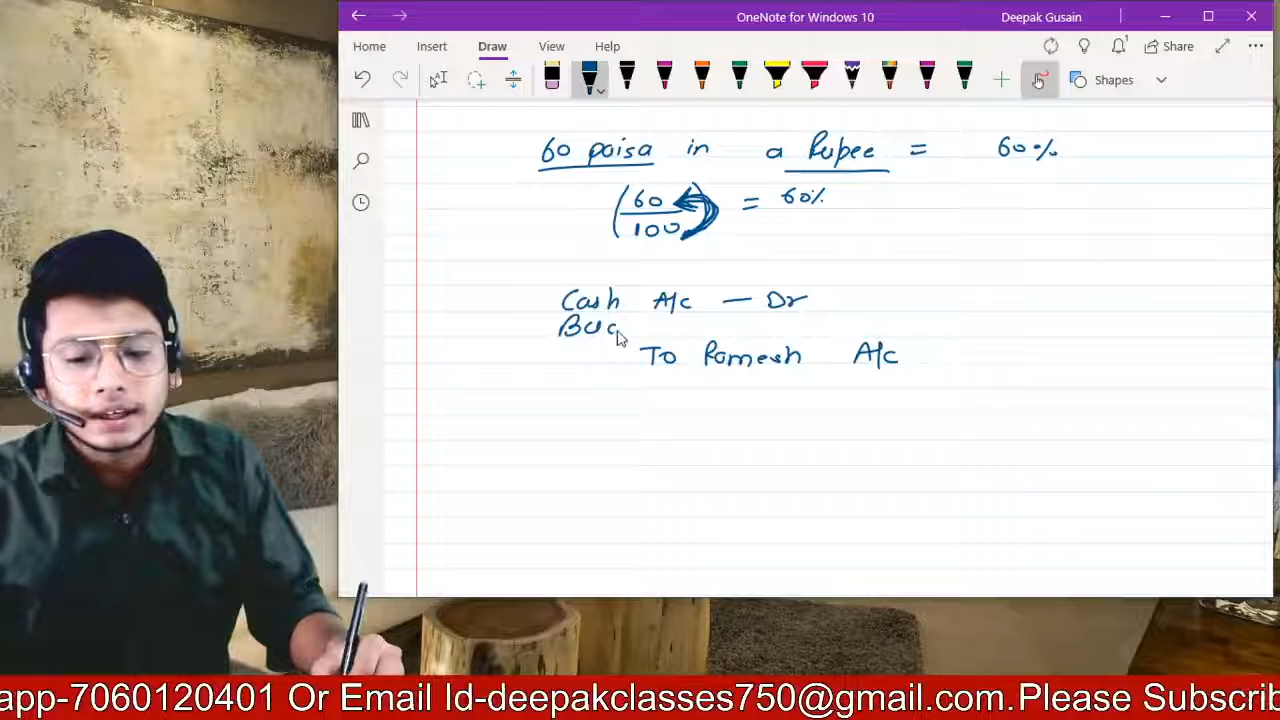 OneNote for Windows 10
Deepak Gusain
Home Insert Draw View Help
Share
Shapes
60 paisa in a Rupee = 60%
(60/100) = 60%
Cash A/c — Dr
To Ramesh A/c
app-7060120401 Or Email Id-deepakclasses750@gmail.com.Please Subscrib